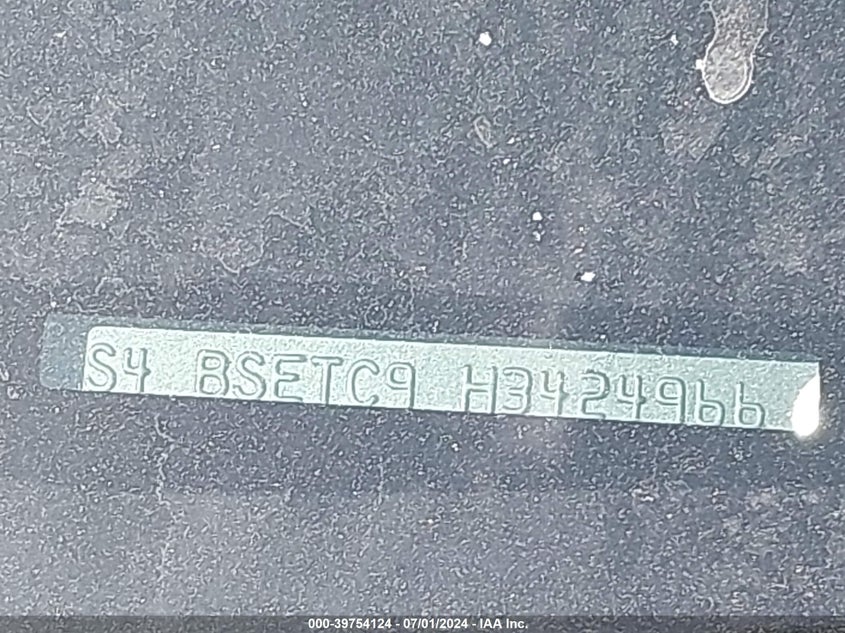 S4 BSETC9 H3424966
000-39754124 - 07/01/2024 - IAA Inc.